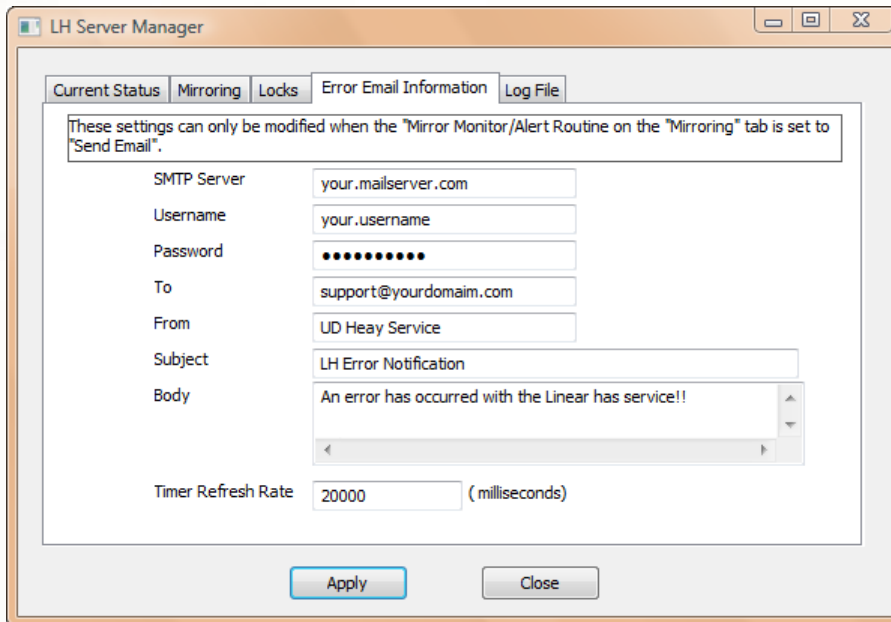 LH Server Manager
Current Status Mirroring Locks Error Email Information Log File
These settings can only be modified when the "Mirror Monitor/Alert Routine on the "Mirroring" tab is set to
"Send Email".
SMTP Server your.mailserver.com
Username your.username
Password ●●●●●●●●●●
To support@yourdomaim.com
From UD Heay Service
Subject LH Error Notification
Body An error has occurred with the Linear has service!!
Timer Refresh Rate 20000 ( milliseconds)
Apply Close